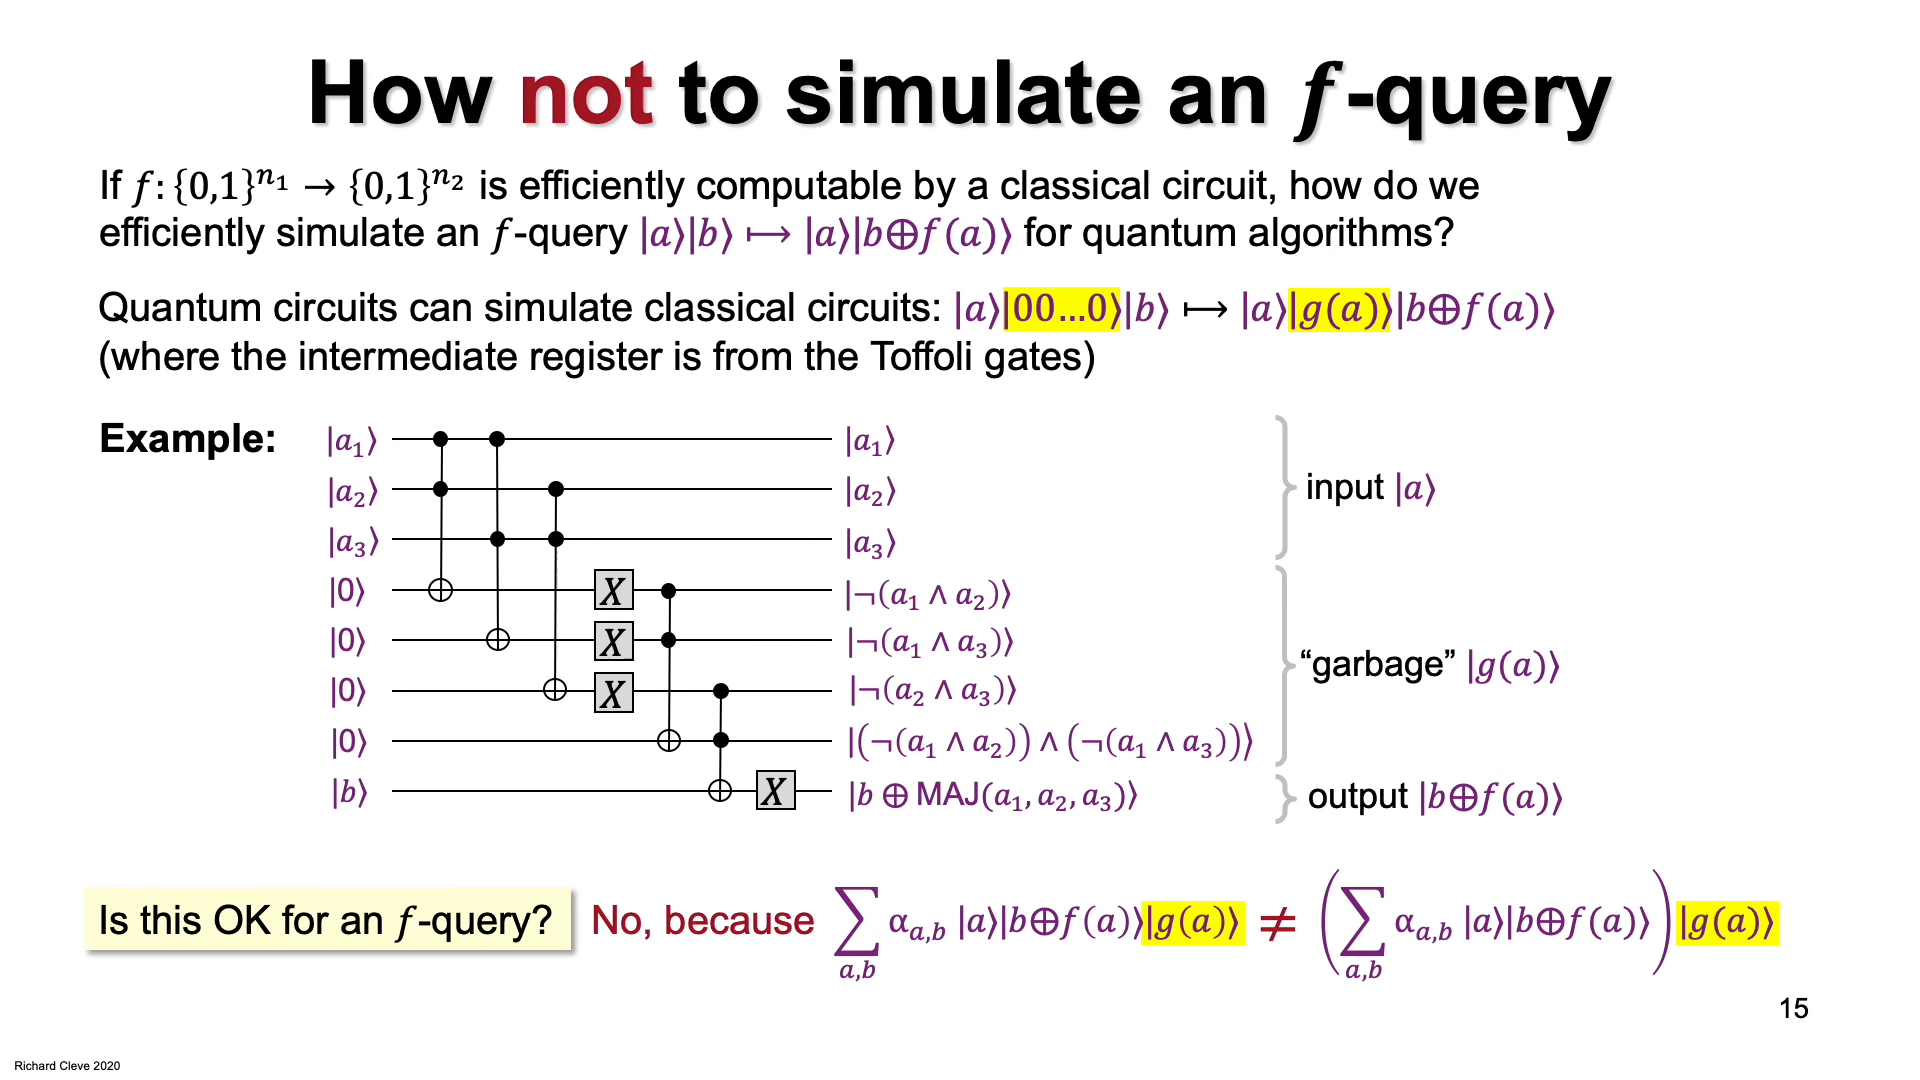 How not to simulate an f-query
If f: {0,1}^{n₁} → {0,1}^{n₂} is efficiently computable by a classical circuit, how do we
efficiently simulate an f-query |a⟩|b⟩ ⟼ |a⟩|b⊕f(a)⟩ for quantum algorithms?
Quantum circuits can simulate classical circuits: |a⟩|00…0⟩|b⟩ ⟼ |a⟩|g(a)⟩|b⊕f(a)⟩
(where the intermediate register is from the Toffoli gates)
Example:
|a₁⟩ |a₁⟩
|a₂⟩ |a₂⟩
input |a⟩
|a₃⟩ |a₃⟩
|0⟩ X |¬(a₁ ∧ a₂)⟩
|0⟩ X |¬(a₁ ∧ a₃)⟩
“garbage” |g(a)⟩
|0⟩ X |¬(a₂ ∧ a₃)⟩
|0⟩ |(¬(a₁ ∧ a₂)) ∧ (¬(a₁ ∧ a₃))⟩
|b⟩ X |b ⊕ MAJ(a₁, a₂, a₃)⟩ output |b⊕f(a)⟩
Is this OK for an f-query? No, because ∑_{a,b} α_{a,b} |a⟩|b⊕f(a)⟩|g(a)⟩ ≠ (∑_{a,b} α_{a,b} |a⟩|b⊕f(a)⟩)|g(a)⟩
15
Richard Cleve 2020